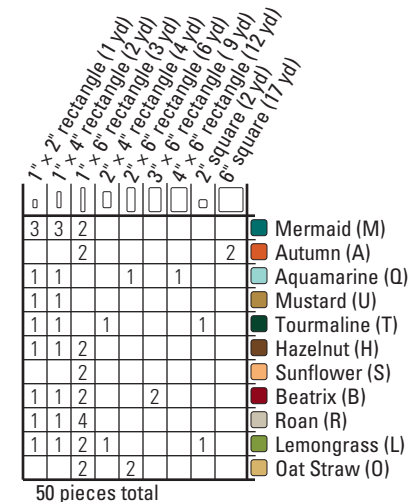 1" × 2" rectangle (1 yd)
1" × 4" rectangle (2 yd)
1" × 6" rectangle (3 yd)
2" × 4" rectangle (4 yd)
2" × 6" rectangle (6 yd)
3" × 6" rectangle ( 9 yd)
4" × 6" rectangle (12 yd)
2" square (2 yd)
6" square (17 yd)
3 3 2 Mermaid (M)
2 2 Autumn (A)
1 1 1 1 Aquamarine (Q)
1 1 Mustard (U)
1 1 1 1 Tourmaline (T)
1 1 2 Hazelnut (H)
2 Sunflower (S)
1 1 2 2 Beatrix (B)
1 1 4 Roan (R)
1 1 2 1 1 Lemongrass (L)
2 2 Oat Straw (O)
50 pieces total